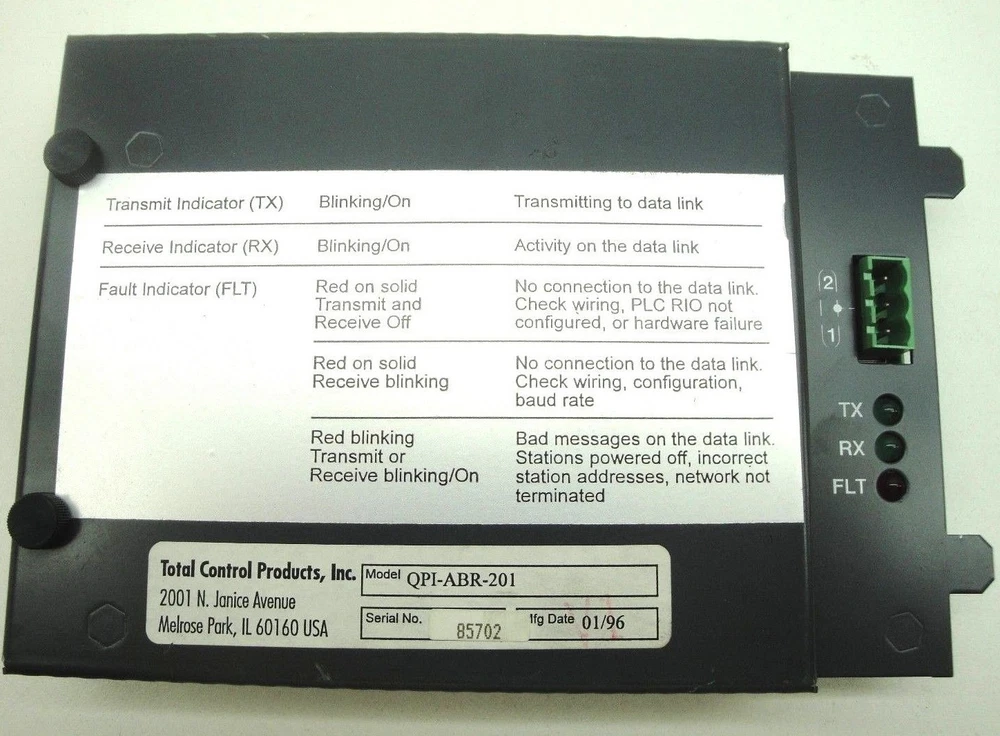 Transmit Indicator (TX) Blinking/On Transmitting to data link
Receive Indicator (RX) Blinking/On Activity on the data link
Fault Indicator (FLT) Red on solid No connection to the data link.
Transmit and Check wiring, PLC RIO not
Receive Off configured, or hardware failure
Red on solid No connection to the data link.
Receive blinking Check wiring, configuration,
baud rate
Red blinking Bad messages on the data link.
Transmit or Stations powered off, incorrect
Receive blinking/On station addresses, network not
terminated
(2)
(1)
TX
RX
FLT
Total Control Products, Inc. Model QPI-ABR-201
2001 N. Janice Avenue
Melrose Park, IL 60160 USA Serial No. 85702 Date 01/96